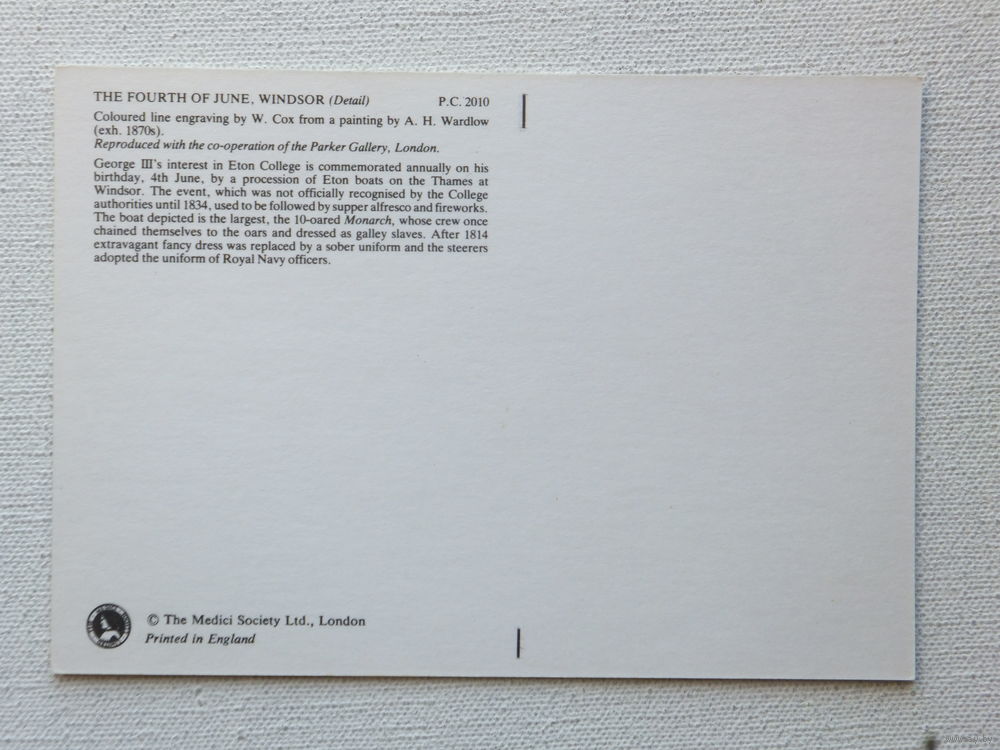 THE FOURTH OF JUNE, WINDSOR (Detail) P.C. 2010
Coloured line engraving by W. Cox from a painting by A. H. Wardlow
(exh. 1870s).
Reproduced with the co-operation of the Parker Gallery, London.
George III's interest in Eton College is commemorated annually on his
birthday, 4th June, by a procession of Eton boats on the Thames at
Windsor. The event, which was not officially recognised by the College
authorities until 1834, used to be followed by supper alfresco and fireworks.
The boat depicted is the largest, the 10-oared Monarch, whose crew once
chained themselves to the oars and dressed as galley slaves. After 1814
extravagant fancy dress was replaced by a sober uniform and the steerers
adopted the uniform of Royal Navy officers.
© The Medici Society Ltd., London
Printed in England